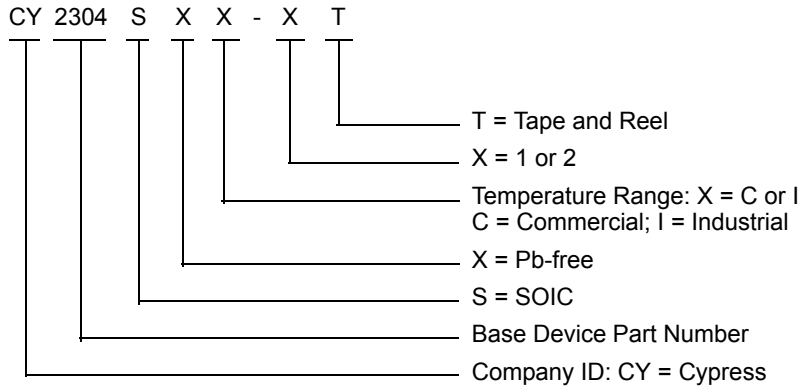 CY 2304 S X X - X T
T = Tape and Reel
X = 1 or 2
Temperature Range: X = C or I
C = Commercial; I = Industrial
X = Pb-free
S = SOIC
Base Device Part Number
Company ID: CY = Cypress